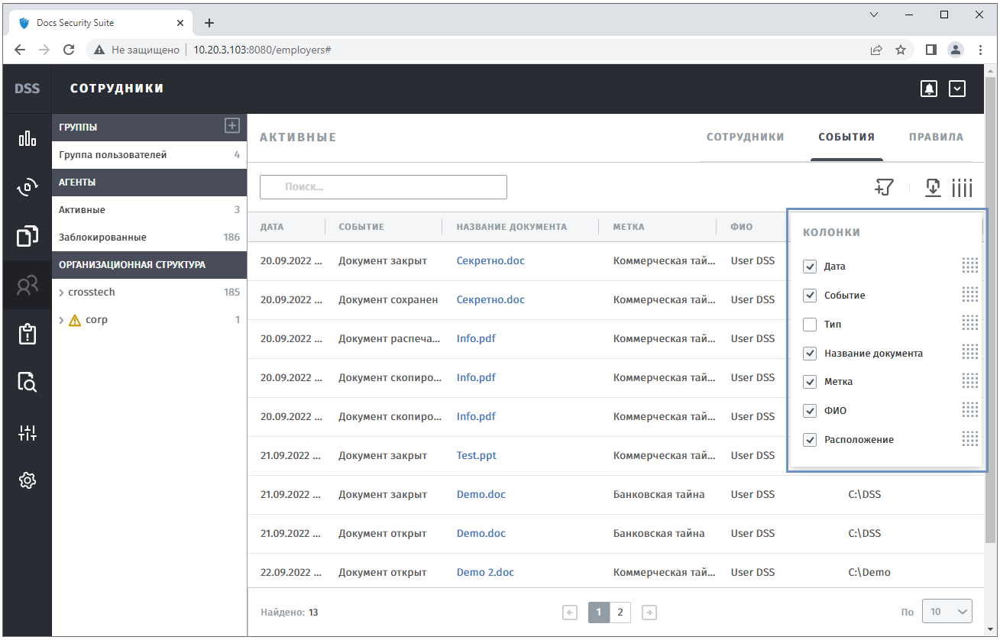 Docs Security Suite
Не защищено 10.20.3.103:8080/employers#
DSS СОТРУДНИКИ
ГРУППЫ
Группа пользователей 4
АГЕНТЫ
Активные 3
Заблокированные 186
ОРГАНИЗАЦИОННАЯ СТРУКТУРА
crosstech 185
corp 1
АКТИВНЫЕ СОТРУДНИКИ СОБЫТИЯ ПРАВИЛА
Поиск...
ДАТА СОБЫТИЕ НАЗВАНИЕ ДОКУМЕНТА МЕТКА ФИО
20.09.2022 ... Документ закрыт Секретно.doc Коммерческая тай... User DSS
20.09.2022 ... Документ сохранен Секретно.doc Коммерческая тай... User DSS
20.09.2022 ... Документ распеча... Info.pdf Коммерческая тай... User DSS
20.09.2022 ... Документ скопиро... Info.pdf Коммерческая тай... User DSS
20.09.2022 ... Документ скопиро... Info.pdf Коммерческая тай... User DSS
21.09.2022 ... Документ закрыт Test.ppt Коммерческая тай... User DSS
21.09.2022 ... Документ закрыт Demo.doc Банковская тайна User DSS C:\DSS
21.09.2022 ... Документ открыт Demo.doc Банковская тайна User DSS C:\DSS
22.09.2022 ... Документ открыт Demo 2.doc Коммерческая тай... User DSS C:\Demo
КОЛОНКИ
Дата
Событие
Тип
Название документа
Метка
ФИО
Расположение
Найдено: 13 1 2 По 10